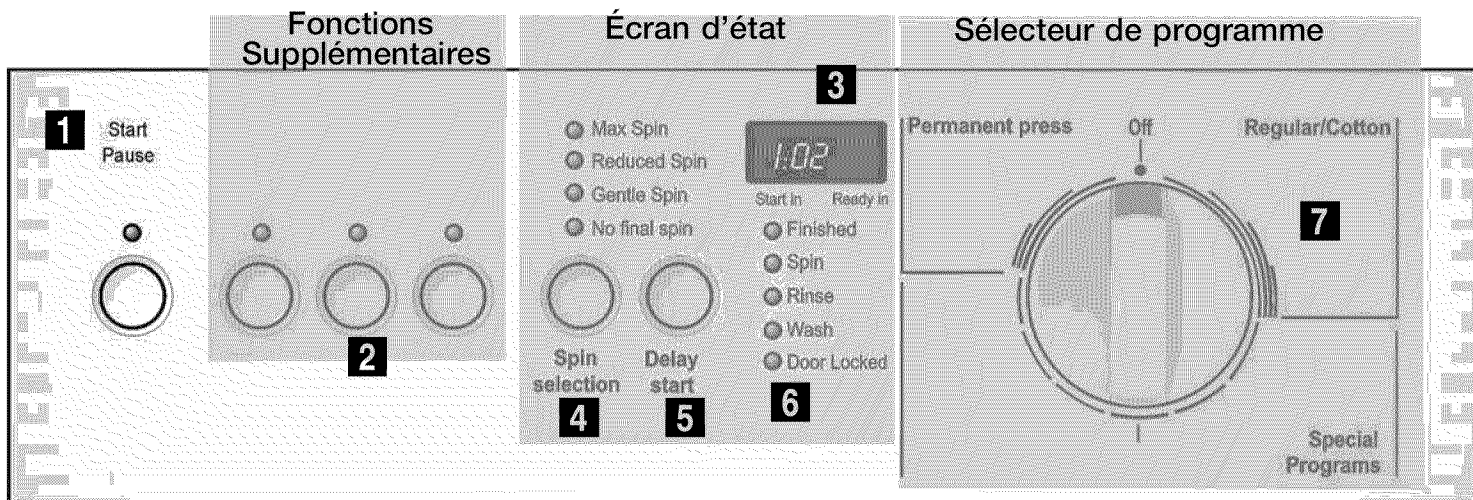 Fonctions
Supplémentaires
Écran d'état
Sélecteur de programme
1
Start
Pause
2
3
Max Spin
Reduced Spin
Gentle Spin
No final spin
1:02
Start in Ready in
Finished
Spin
Rinse
Wash
Door Locked
Spin
selection
4
Delay
start
5
6
Permanent press
Off
Regular/Cotton
7
Special
Programs